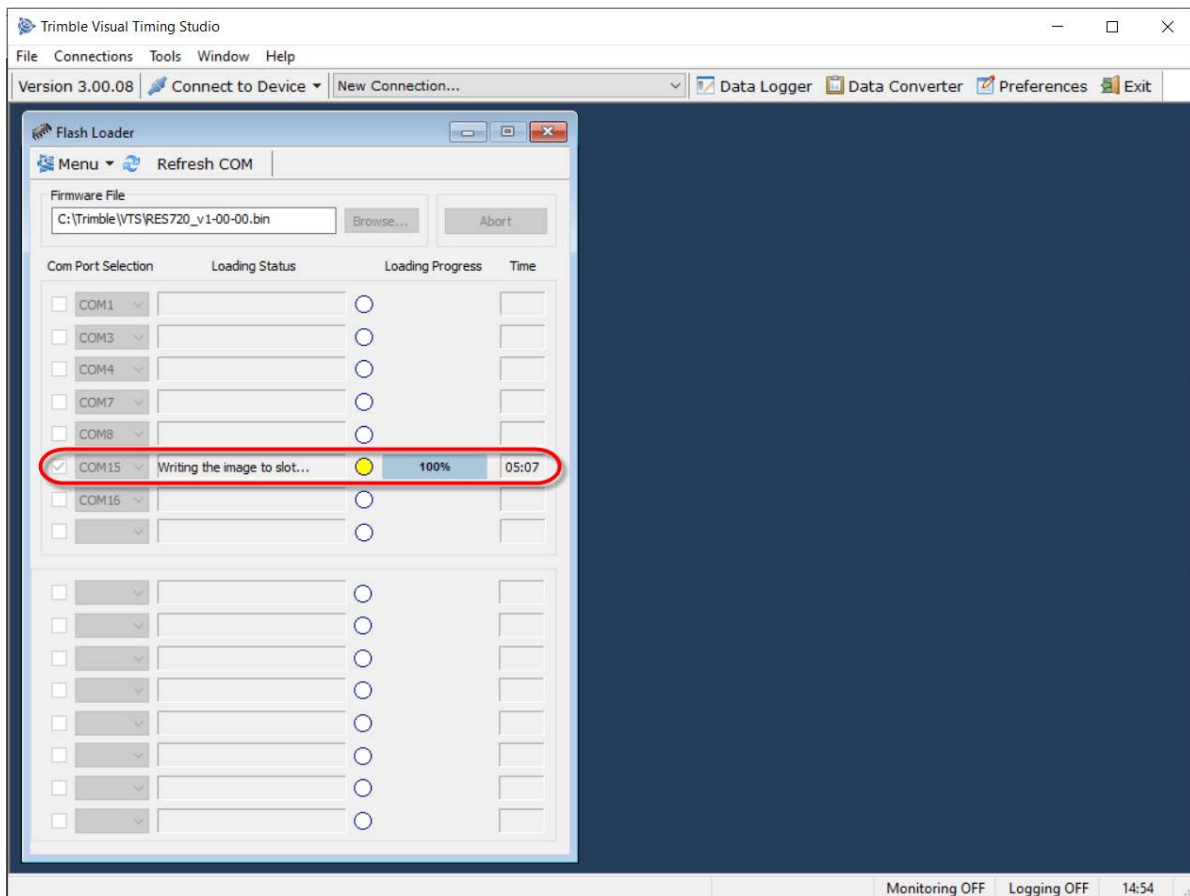 Trimble Visual Timing Studio
File Connections Tools Window Help
Version 3.00.08 Connect to Device New Connection... Data Logger Data Converter Preferences Exit
Flash Loader
Menu Refresh COM
Firmware File
C:\Trimble\VTS\RES720_v1-00-00.bin Browse... Abort
Com Port Selection Loading Status Loading Progress Time
COM1
COM3
COM4
COM7
COM8
COM15 Writing the image to slot... 100% 05:07
COM16
Monitoring OFF Logging OFF 14:54